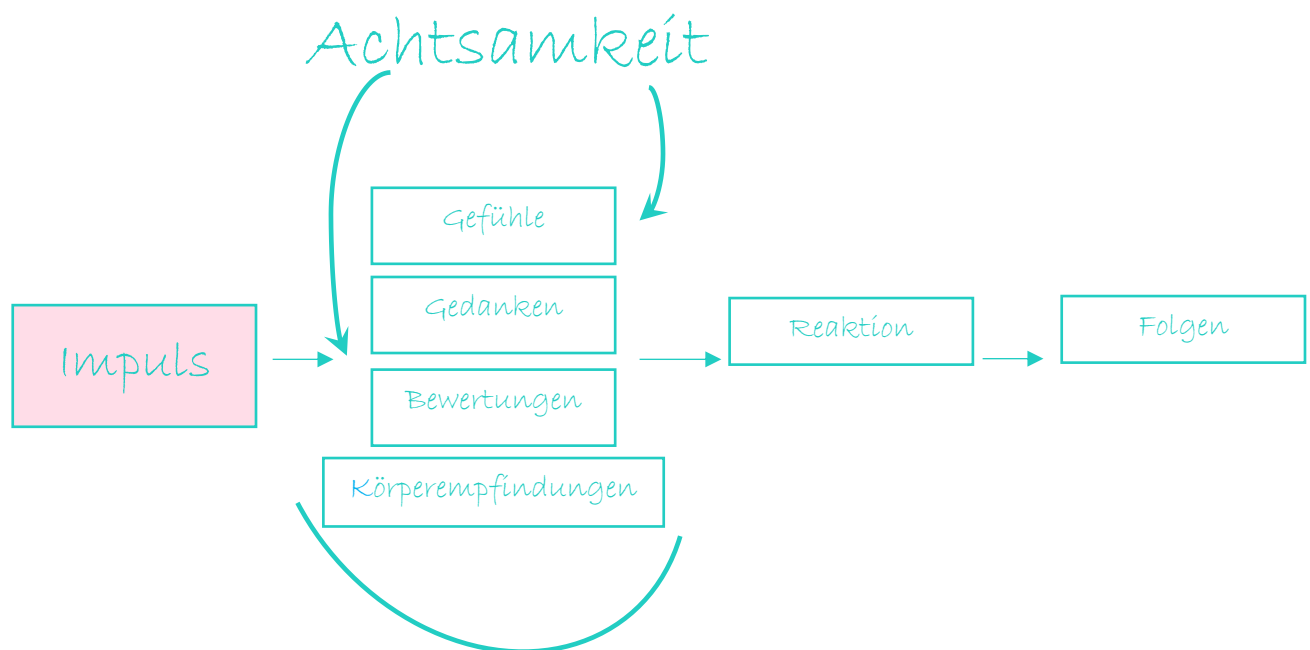 Achtsamkeit
Gefühle
Gedanken
Impuls
Reaktion
Folgen
Bewertungen
Körperempfindungen